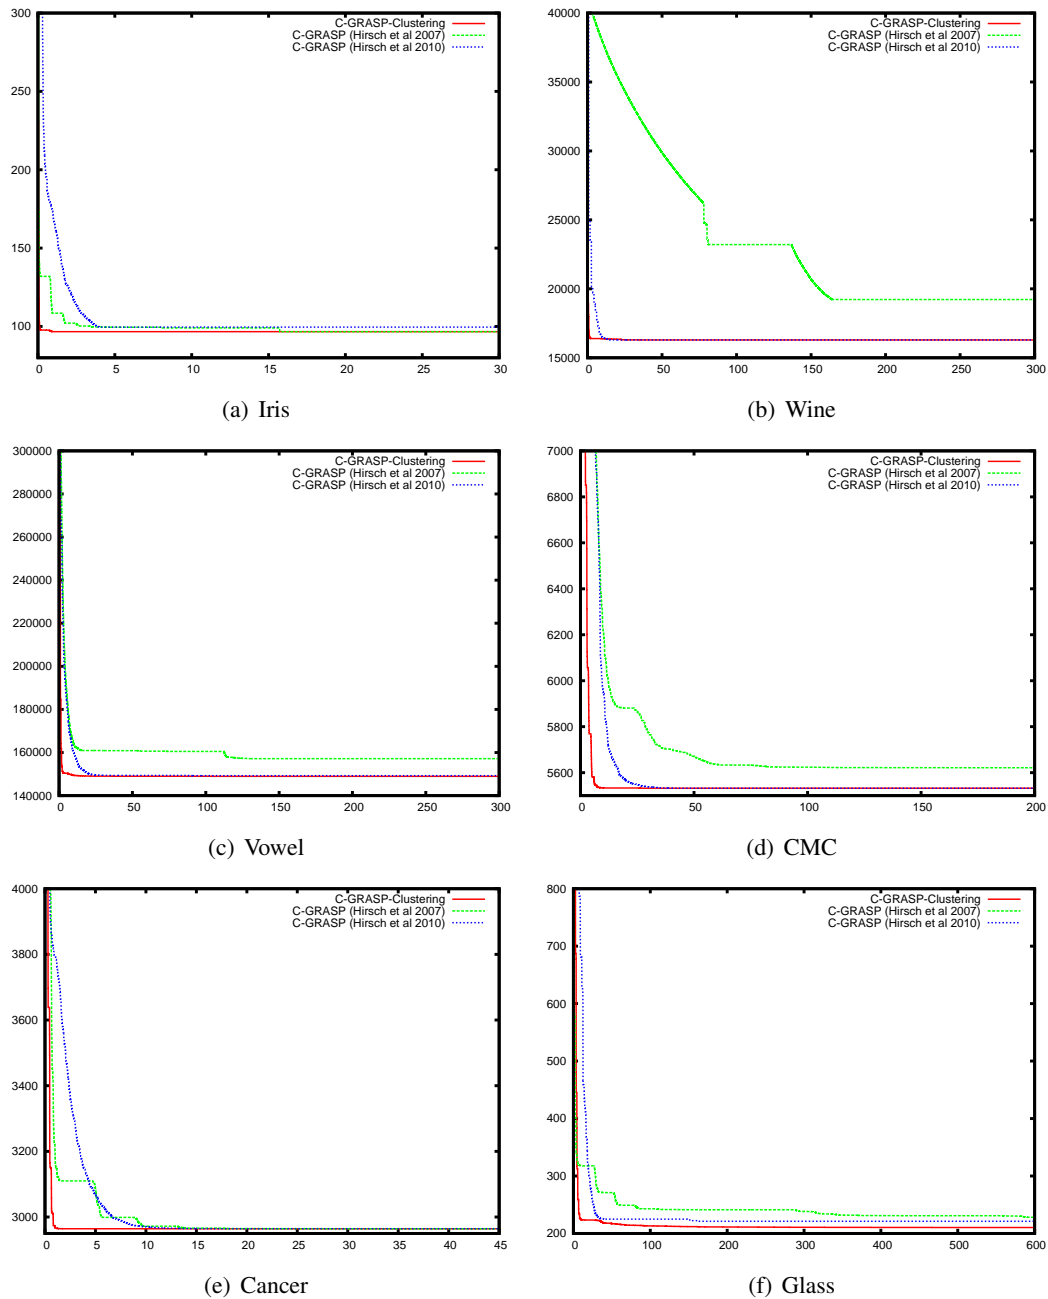 C-GRASP-Clustering
C-GRASP (Hirsch et al 2007)
C-GRASP (Hirsch et al 2010)
300
250
200
150
100
0 5 10 15 20 25 30
(a) Iris
C-GRASP-Clustering
C-GRASP (Hirsch et al 2007)
C-GRASP (Hirsch et al 2010)
40000
35000
30000
25000
20000
15000
0 50 100 150 200 250 300
(b) Wine
C-GRASP-Clustering
C-GRASP (Hirsch et al 2007)
C-GRASP (Hirsch et al 2010)
300000
280000
260000
240000
220000
200000
180000
160000
140000
0 50 100 150 200 250 300
(c) Vowel
C-GRASP-Clustering
C-GRASP (Hirsch et al 2007)
C-GRASP (Hirsch et al 2010)
7000
6800
6600
6400
6200
6000
5800
5600
0 50 100 150 200
(d) CMC
C-GRASP-Clustering
C-GRASP (Hirsch et al 2007)
C-GRASP (Hirsch et al 2010)
4000
3800
3600
3400
3200
3000
0 5 10 15 20 25 30 35 40 45
(e) Cancer
C-GRASP-Clustering
C-GRASP (Hirsch et al 2007)
C-GRASP (Hirsch et al 2010)
800
700
600
500
400
300
200
0 100 200 300 400 500 600
(f) Glass